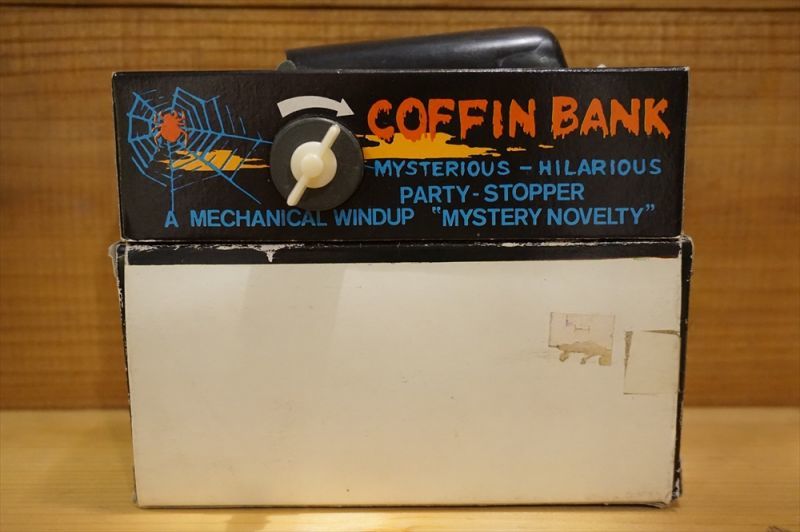 COFFIN BANK
MYSTERIOUS - HILARIOUS
PARTY-STOPPER
A MECHANICAL WINDUP "MYSTERY NOVELTY"